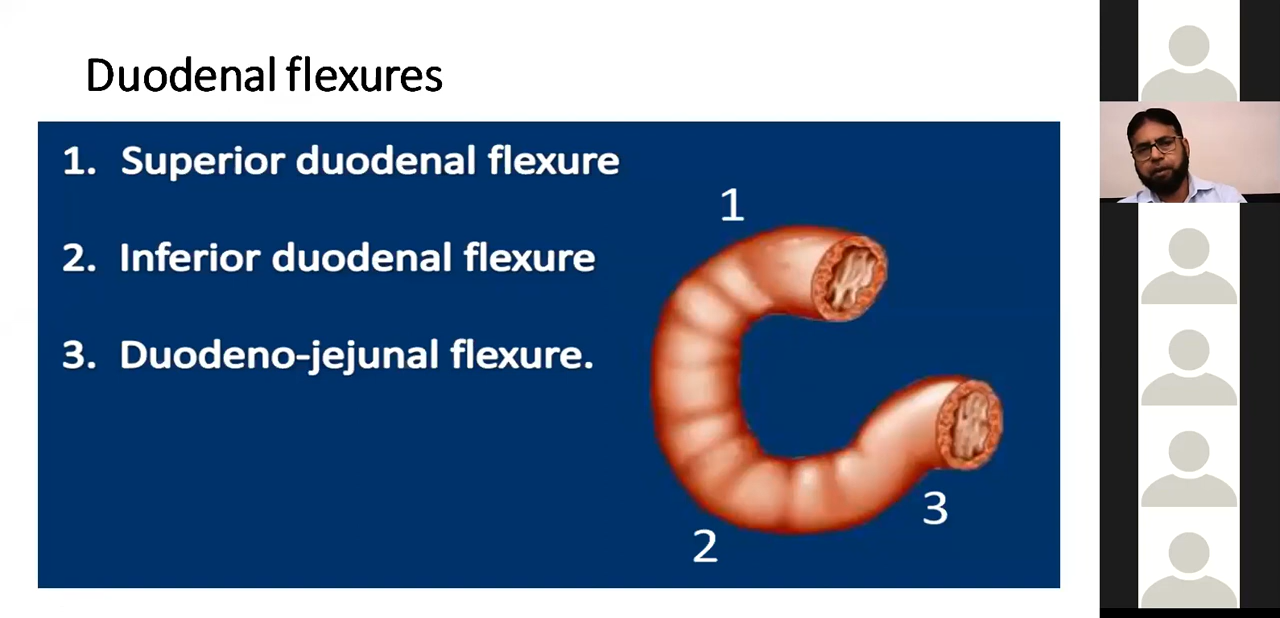 Duodenal flexures
1. Superior duodenal flexure
2. Inferior duodenal flexure
3. Duodeno-jejunal flexure.
1
2
3